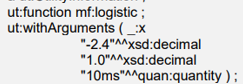 ut:function mf:logistic ;
ut:withArguments ( _:x
"-2.4"^^xsd:decimal
"1.0"^^xsd:decimal
"10ms"^^quan:quantity ) ;